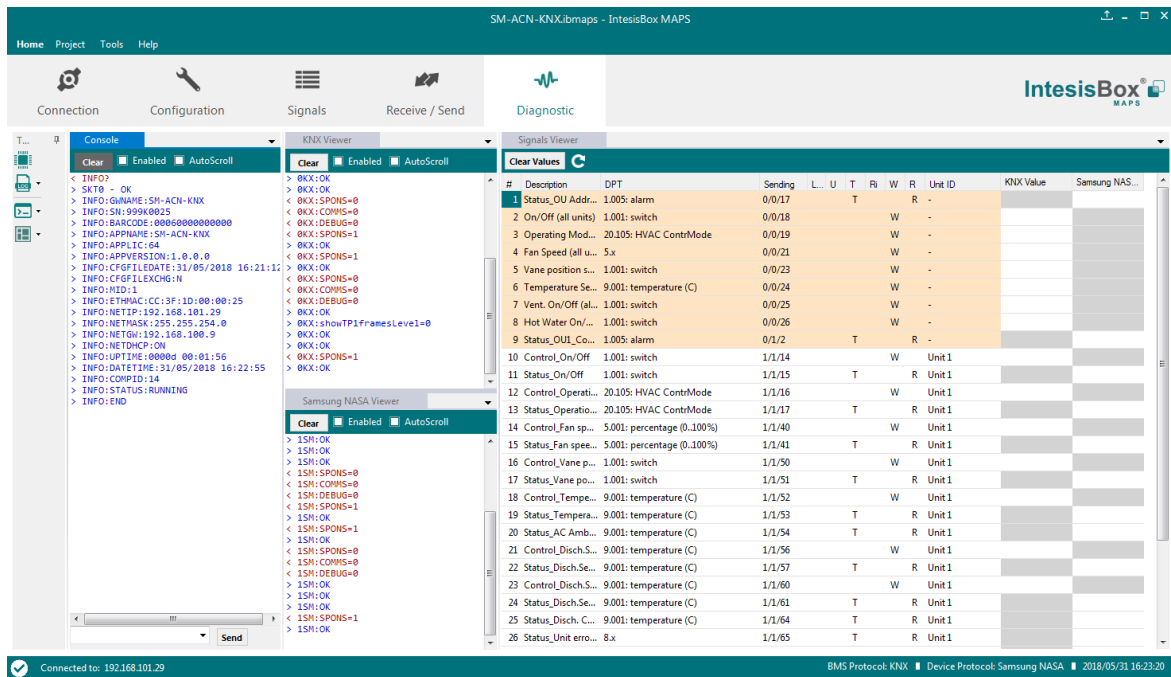 SM-ACN-KNX.ibmaps - IntesisBox MAPS
Home Project Tools Help
Connection Configuration Signals Receive / Send Diagnostic
IntesisBox® MAPS
T... Console
Clear Enabled AutoScroll
< INFO?
> SKT0 - OK
> INFO:GWNAME:SM-ACN-KNX
> INFO:SN:999K0025
> INFO:BARCODE:00060000000000
> INFO:APPNAME:SM-ACN-KNX
> INFO:APPLIC:64
> INFO:APPVERSION:1.0.0.0
> INFO:CFGFILEDATE:31/05/2018 16:21:12
> INFO:CFGFILEXCHG:N
> INFO:MID:1
> INFO:ETHMAC:CC:3F:1D:00:00:25
> INFO:NETIP:192.168.101.29
> INFO:NETMASK:255.255.254.0
> INFO:NETGW:192.168.100.9
> INFO:NETDHCP:ON
> INFO:UPTIME:0000d 00:01:56
> INFO:DATETIME:31/05/2018 16:22:55
> INFO:COMPID:14
> INFO:STATUS:RUNNING
> INFO:END
Send
KNX Viewer
Clear Enabled AutoScroll
> 0KX:OK
> 0KX:OK
< 0KX:SPONS=0
< 0KX:COMMS=0
< 0KX:DEBUG=0
< 0KX:SPONS=1
> 0KX:OK
< 0KX:SPONS=1
> 0KX:OK
< 0KX:SPONS=0
< 0KX:COMMS=0
< 0KX:DEBUG=0
> 0KX:OK
> 0KX:showTP1framesLevel=0
> 0KX:OK
> 0KX:OK
< 0KX:SPONS=1
> 0KX:OK
Samsung NASA Viewer
Clear Enabled AutoScroll
> 1SM:OK
> 1SM:OK
> 1SM:OK
< 1SM:SPONS=0
< 1SM:COMMS=0
< 1SM:DEBUG=0
< 1SM:SPONS=1
> 1SM:OK
< 1SM:SPONS=1
> 1SM:OK
< 1SM:SPONS=0
< 1SM:COMMS=0
< 1SM:DEBUG=0
> 1SM:OK
> 1SM:OK
> 1SM:OK
< 1SM:SPONS=1
> 1SM:OK
Signals Viewer
Clear Values
# Description DPT Sending L... U T Ri W R Unit ID KNX Value Samsung NAS...
1 Status_OU Addr... 1.005: alarm 0/0/17 T R -
2 On/Off (all units) 1.001: switch 0/0/18 W -
3 Operating Mod... 20.105: HVAC ContrMode 0/0/19 W -
4 Fan Speed (all u... 5.x 0/0/21 W -
5 Vane position s... 1.001: switch 0/0/23 W -
6 Temperature Se... 9.001: temperature (C) 0/0/24 W -
7 Vent. On/Off (al... 1.001: switch 0/0/25 W -
8 Hot Water On/... 1.001: switch 0/0/26 W -
9 Status_OU1_Co... 1.005: alarm 0/1/2 T R -
10 Control_On/Off 1.001: switch 1/1/14 W Unit 1
11 Status_On/Off 1.001: switch 1/1/15 T R Unit 1
12 Control_Operati... 20.105: HVAC ContrMode 1/1/16 W Unit 1
13 Status_Operatio... 20.105: HVAC ContrMode 1/1/17 T R Unit 1
14 Control_Fan sp... 5.001: percentage (0..100%) 1/1/40 W Unit 1
15 Status_Fan spee... 5.001: percentage (0..100%) 1/1/41 T R Unit 1
16 Control_Vane p... 1.001: switch 1/1/50 W Unit 1
17 Status_Vane po... 1.001: switch 1/1/51 T R Unit 1
18 Control_Tempe... 9.001: temperature (C) 1/1/52 W Unit 1
19 Status_Tempera... 9.001: temperature (C) 1/1/53 T R Unit 1
20 Status_AC Amb... 9.001: temperature (C) 1/1/54 T R Unit 1
21 Control_Disch.S... 9.001: temperature (C) 1/1/56 W Unit 1
22 Status_Disch.Se... 9.001: temperature (C) 1/1/57 T R Unit 1
23 Control_Disch.S... 9.001: temperature (C) 1/1/60 W Unit 1
24 Status_Disch.Se... 9.001: temperature (C) 1/1/61 T R Unit 1
25 Status_Disch. C... 9.001: temperature (C) 1/1/64 T R Unit 1
26 Status_Unit erro... 8.x 1/1/65 T R Unit 1
Connected to: 192.168.101.29 BMS Protocol: KNX Device Protocol: Samsung NASA 2018/05/31 16:23:20